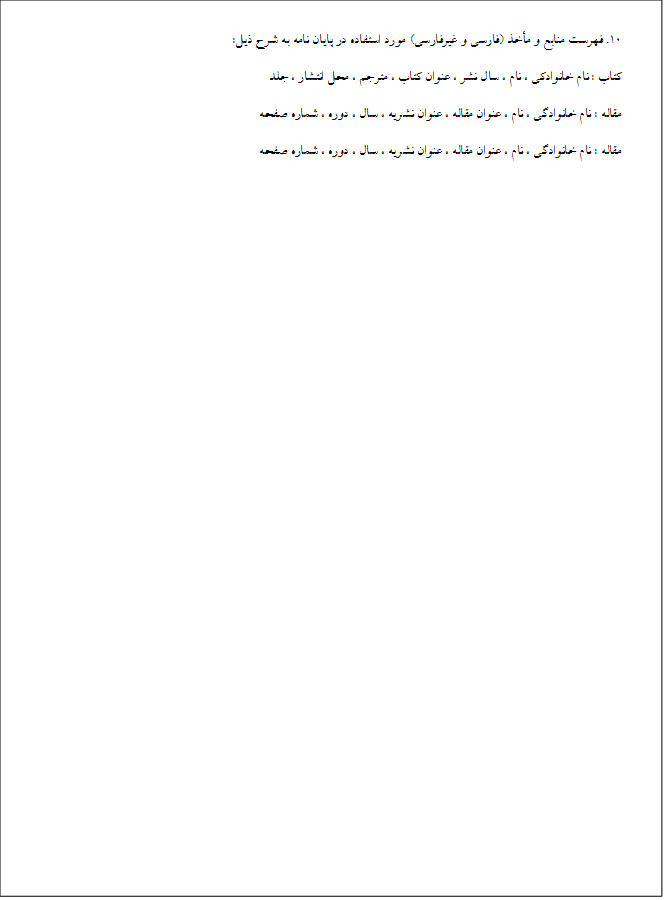 ۱۰. فهرست منابع و مأخذ (فارسی و غیرفارسی) مورد استفاده در پایان نامه به شرح ذیل:
کتاب : نام خانوادکی ، نام ، سال نشر ، عنوان کتاب ، مترجم ، محل انتشار ، جلد
مقاله : نام خانوادگی ، نام ، عنوان مقاله ، عنوان نشریه ، سال ، دوره ، شماره صفحه
مقاله : نام خانوادگی ، نام ، عنوان مقاله ، عنوان نشریه ، سال ، دوره ، شماره صفحه